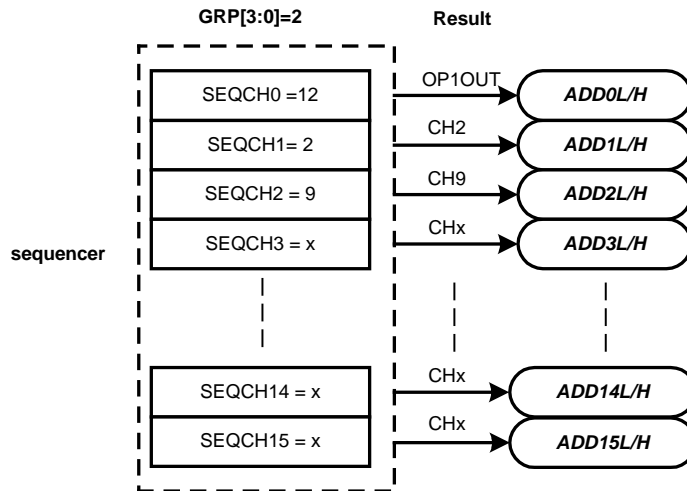 GRP[3:0]=2 Result
SEQCH0 =12 OP1OUT ADD0L/H
SEQCH1= 2 CH2 ADD1L/H
SEQCH2 = 9 CH9 ADD2L/H
SEQCH3 = x CHx ADD3L/H
sequencer
SEQCH14 = x CHx ADD14L/H
SEQCH15 = x CHx ADD15L/H